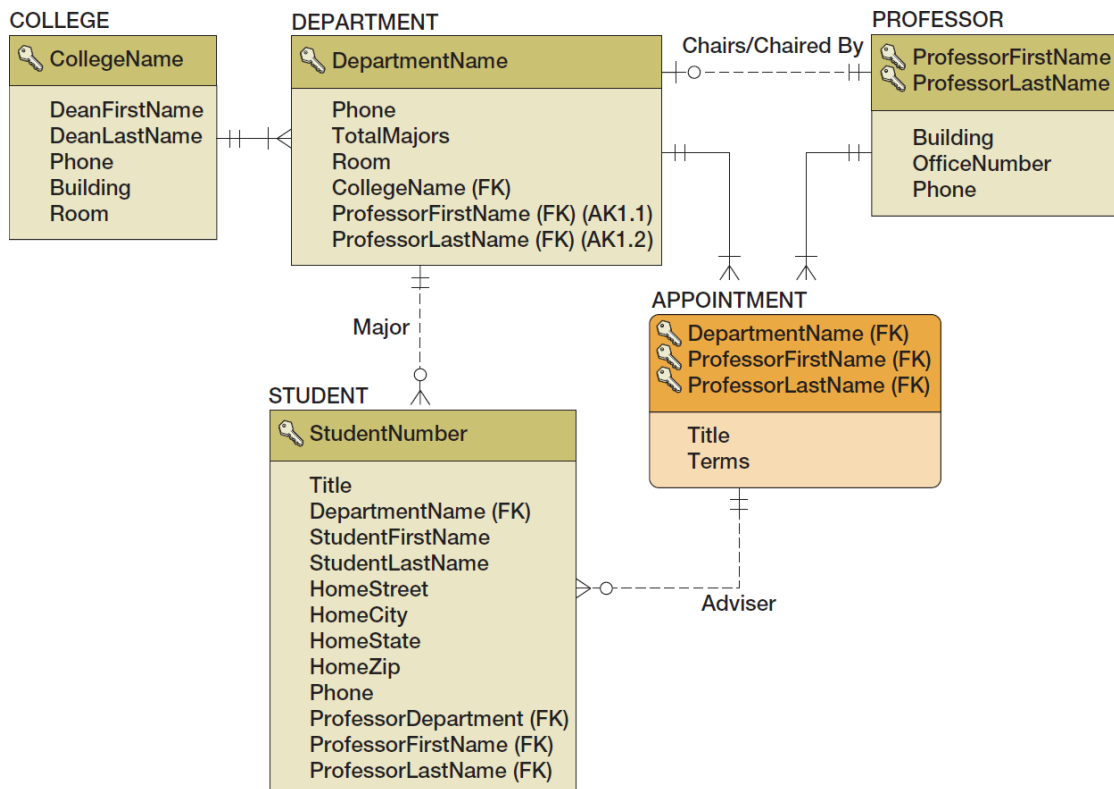 COLLEGE
CollegeName
DeanFirstName
DeanLastName
Phone
Building
Room
DEPARTMENT
DepartmentName
Phone
TotalMajors
Room
CollegeName (FK)
ProfessorFirstName (FK) (AK1.1)
ProfessorLastName (FK) (AK1.2)
Chairs/Chaired By
PROFESSOR
ProfessorFirstName
ProfessorLastName
Building
OfficeNumber
Phone
Major
APPOINTMENT
DepartmentName (FK)
ProfessorFirstName (FK)
ProfessorLastName (FK)
Title
Terms
STUDENT
StudentNumber
Title
DepartmentName (FK)
StudentFirstName
StudentLastName
HomeStreet
HomeCity
HomeState
HomeZip
Phone
ProfessorDepartment (FK)
ProfessorFirstName (FK)
ProfessorLastName (FK)
Adviser